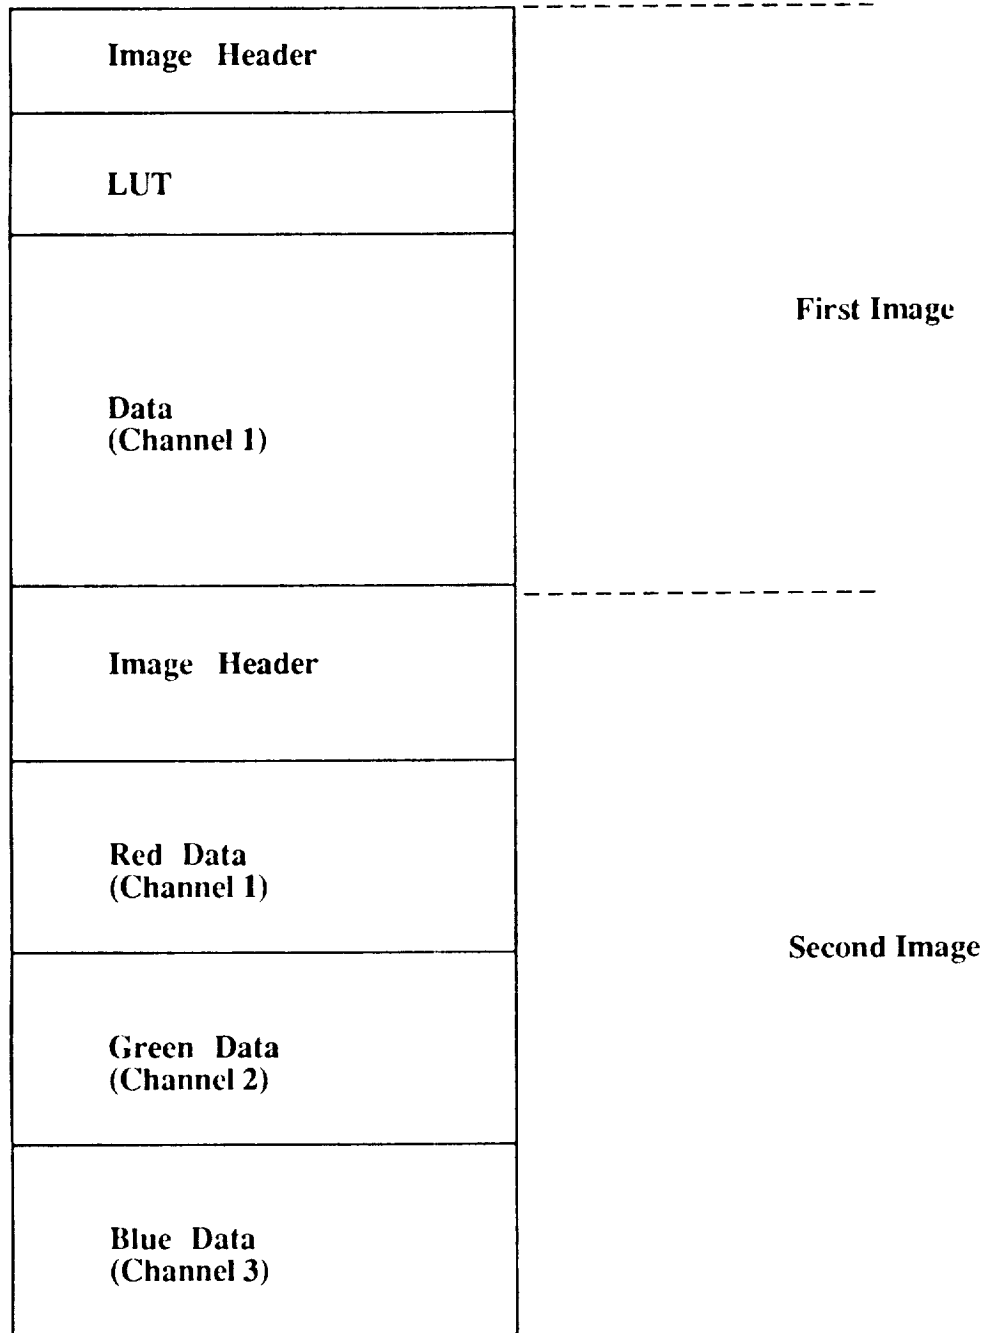 Image Header
LUT
First Image
Data
(Channel 1)
Image Header
Red Data
(Channel 1)
Second Image
Green Data
(Channel 2)
Blue Data
(Channel 3)